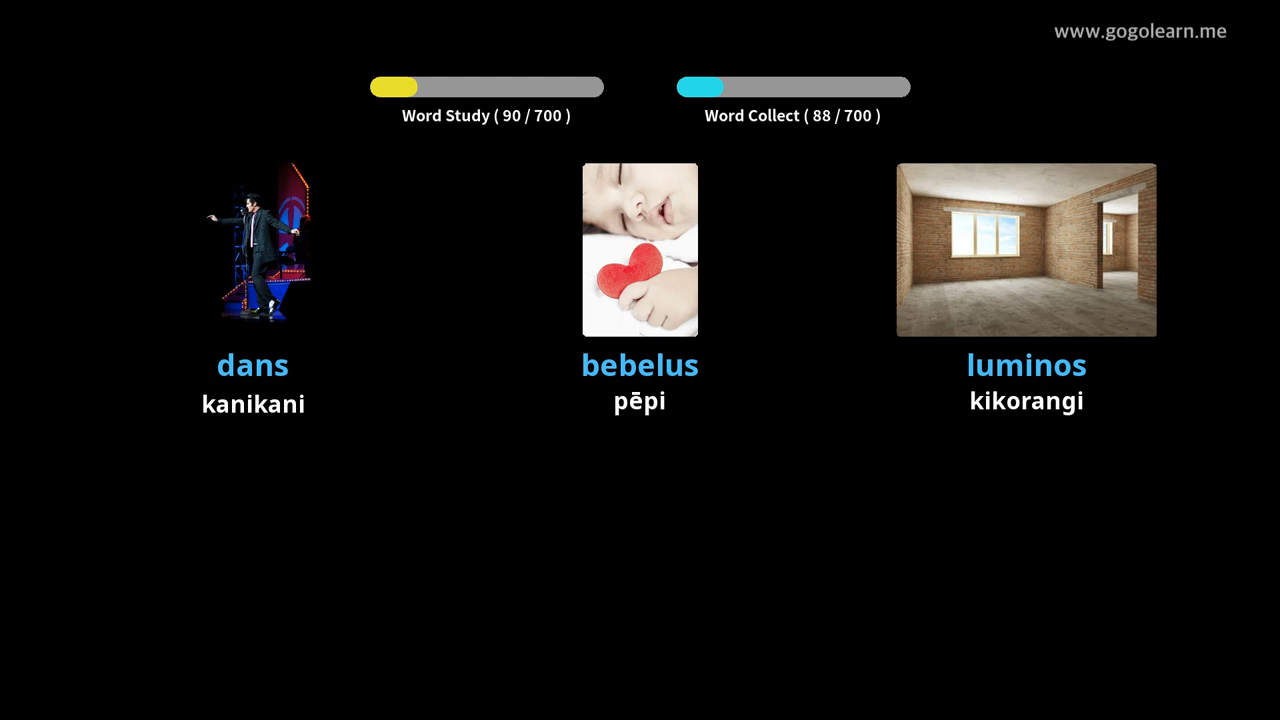 www.gogolearn.me
Word Study ( 90 / 700 )
Word Collect ( 88 / 700 )
dans
kanikani
bebelus
pēpi
luminos
kikorangi